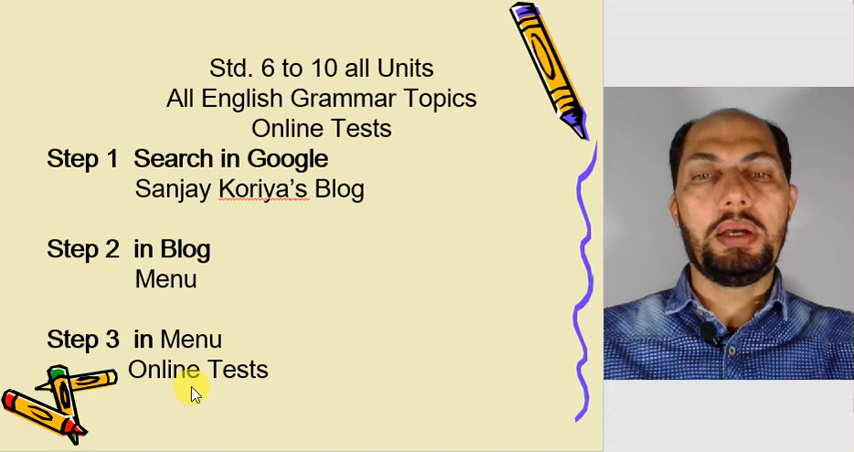 Std. 6 to 10 all Units
All English Grammar Topics
Online Tests
Step 1 Search in Google
Sanjay Koriya's Blog
Step 2 in Blog
Menu
Step 3 in Menu
Online Tests